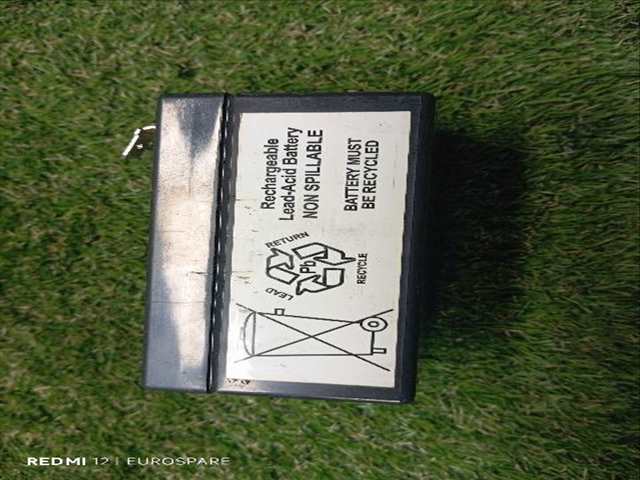 Rechargeable
Lead-Acid Battery
NON SPILLABLE
BATTERY MUST
BE RECYCLED
RETURN
LEAD
Pb
RECYCLE
REDMI 12 | EUROSPARE